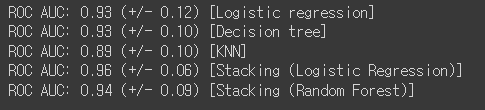 ROC AUC: 0.93 (+/- 0.12) [Logistic regression]
ROC AUC: 0.93 (+/- 0.10) [Decision tree]
ROC AUC: 0.89 (+/- 0.10) [KNN]
ROC AUC: 0.96 (+/- 0.06) [Stacking (Logistic Regression)]
ROC AUC: 0.94 (+/- 0.09) [Stacking (Random Forest)]